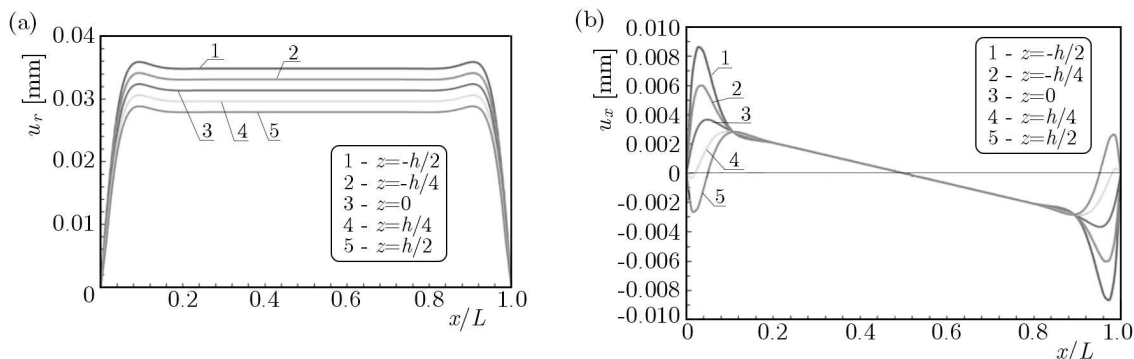 (a)
0.04
u_r [mm]
0.03
0.02
0.01
0
1
2
3
4
5
1 - z=-h/2
2 - z=-h/4
3 - z=0
4 - z=h/4
5 - z=h/2
0.2
0.4
0.6
0.8
1.0
x/L
(b)
0.010
0.008
0.006
0.004
0.002
0
-0.002
-0.004
-0.006
-0.008
-0.010
u_x [mm]
1
2
3
4
5
1 - z=-h/2
2 - z=-h/4
3 - z=0
4 - z=h/4
5 - z=h/2
0
0.2
0.4
0.6
0.8
1.0
x/L